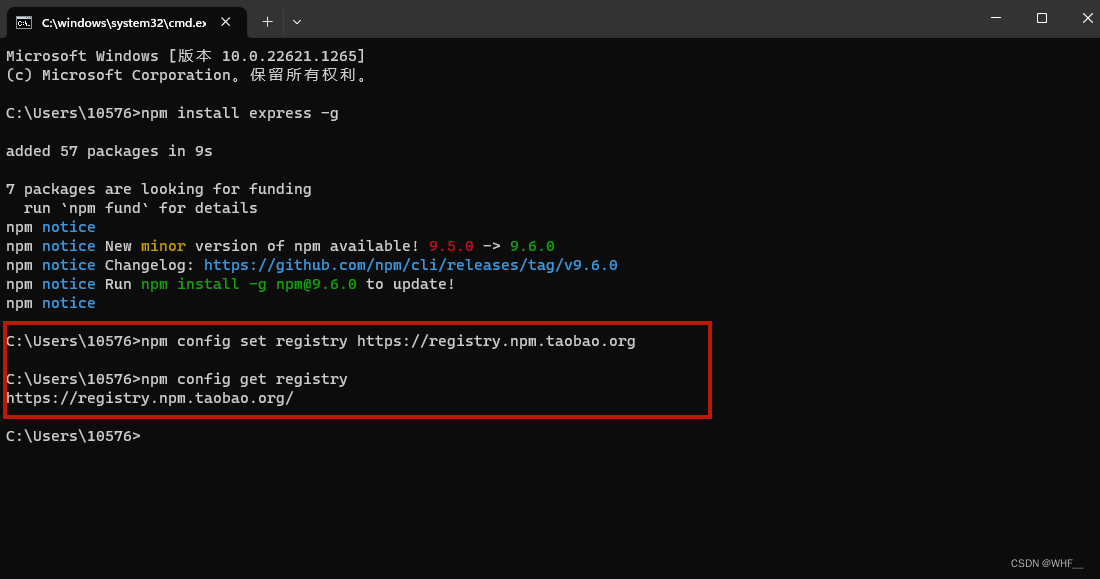 C:\windows\system32\cmd.ex
Microsoft Windows [版本 10.0.22621.1265]
(c) Microsoft Corporation。保留所有权利。
C:\Users\10576>npm install express -g
added 57 packages in 9s
7 packages are looking for funding
run `npm fund` for details
npm notice
npm notice New minor version of npm available! 9.5.0 -> 9.6.0
npm notice Changelog: https://github.com/npm/cli/releases/tag/v9.6.0
npm notice Run npm install -g npm@9.6.0 to update!
npm notice
C:\Users\10576>npm config set registry https://registry.npm.taobao.org
C:\Users\10576>npm config get registry
https://registry.npm.taobao.org/
C:\Users\10576>
CSDN @WHF__